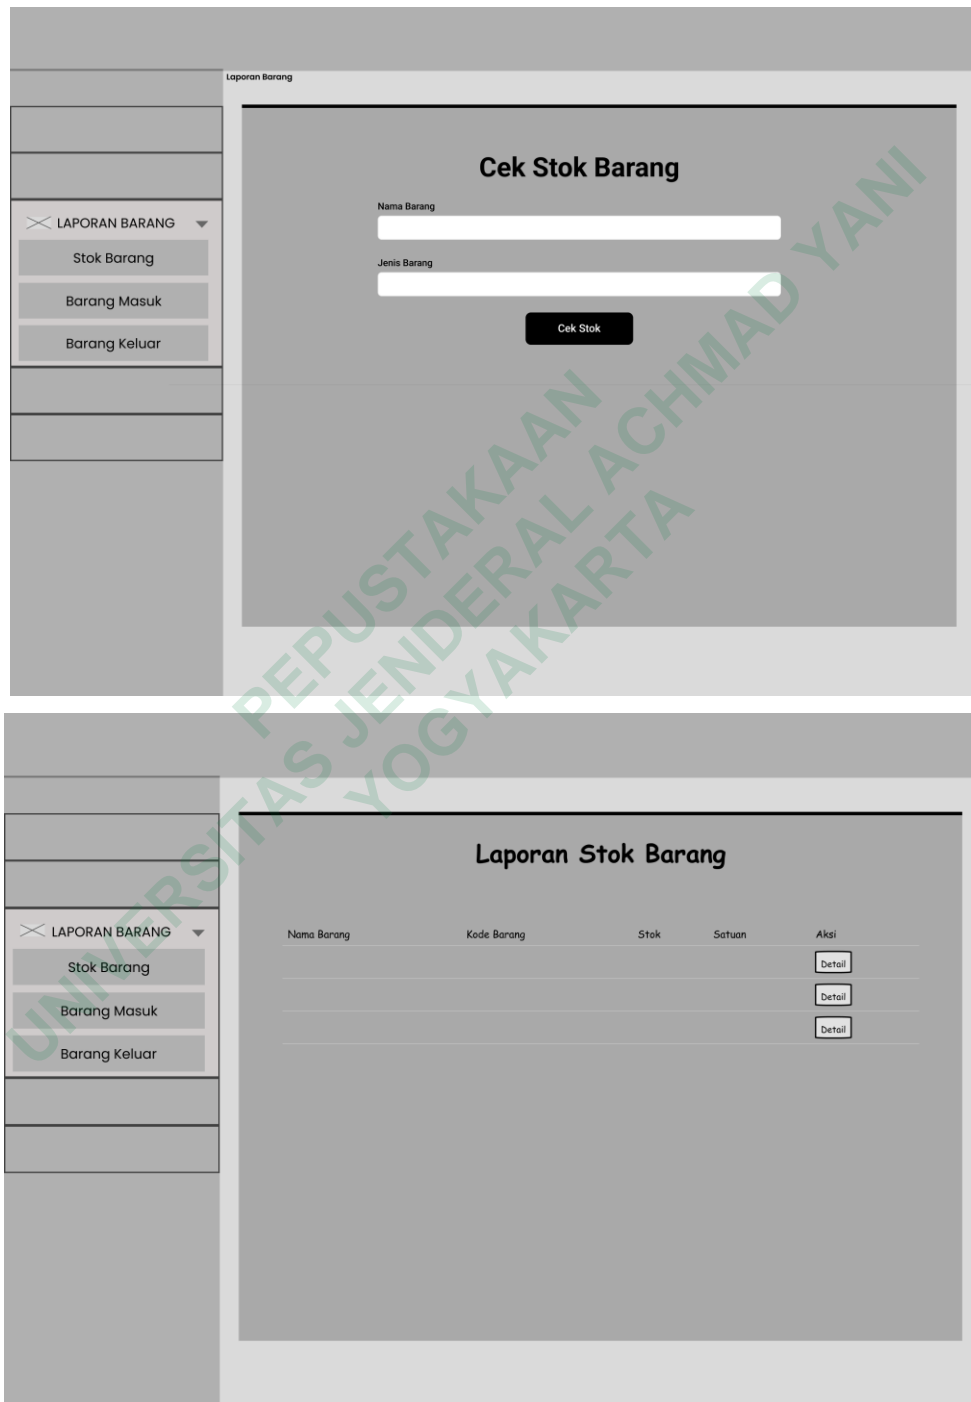 Laporan Barang
Cek Stok Barang
Nama Barang
Jenis Barang
Cek Stok
LAPORAN BARANG
Stok Barang
Barang Masuk
Barang Keluar
PEPUSTAKAAN
UNIVERSITAS JENDERAL ACHMAD YANI
YOGYAKARTA
Laporan Stok Barang
Nama Barang Kode Barang Stok Satuan Aksi
Detail
Detail
Detail
LAPORAN BARANG
Stok Barang
Barang Masuk
Barang Keluar